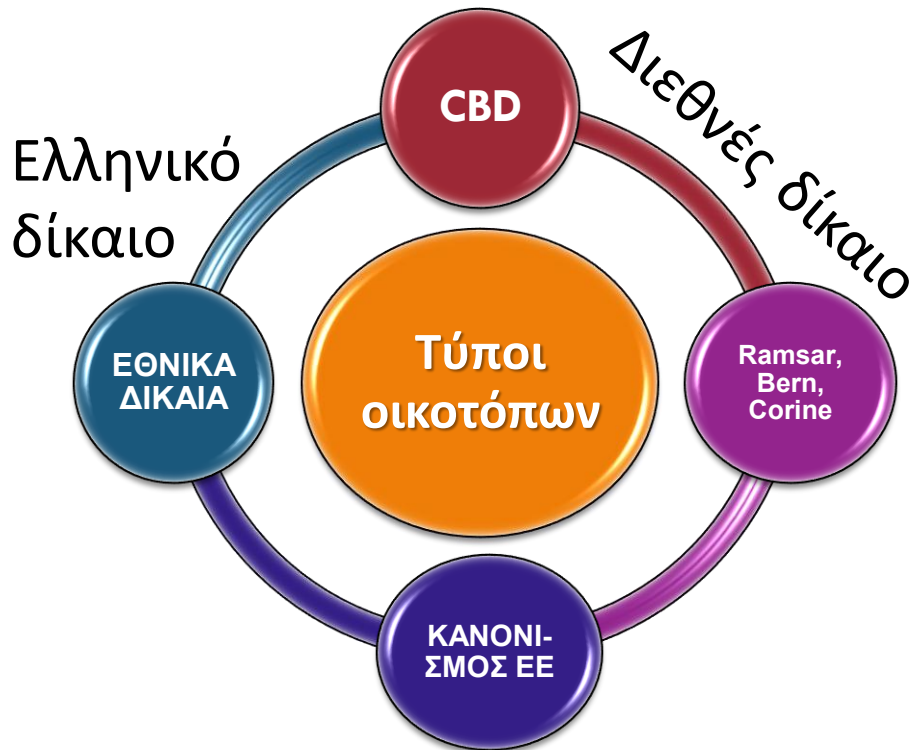 CBD
Διεθνές δίκαιο
Ελληνικό
δίκαιο
ΕΘΝΙΚΑ
ΔΙΚΑΙΑ
Τύποι
οικοτόπων
Ramsar,
Bern,
Corine
ΚΑΝΟΝΙ-
ΣΜΟΣ ΕΕ